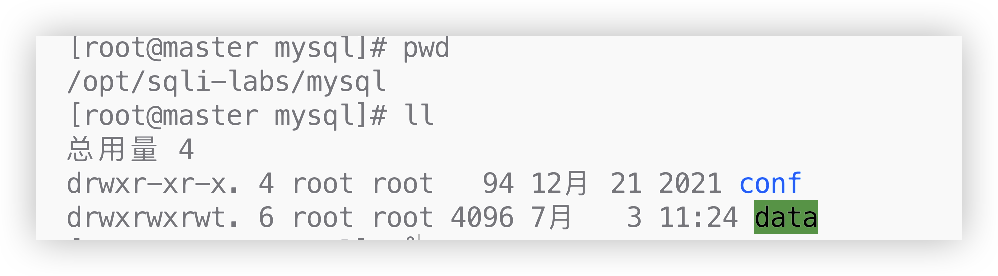 [root@master mysql]# pwd
/opt/sqli-labs/mysql
[root@master mysql]# ll
总用量 4
drwxr-xr-x. 4 root root   94 12月 21 2021 conf
drwxrwxrwt. 6 root root 4096 7月   3 11:24 data